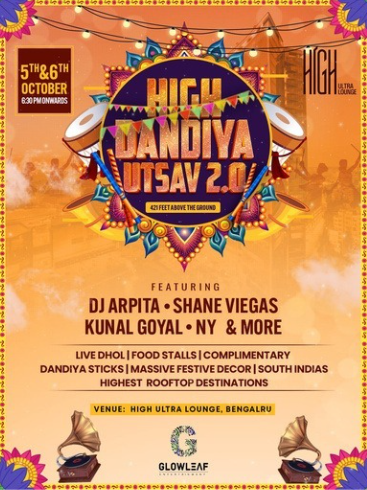 5TH&6TH
OCTOBER
6:30 PM ONWARDS
HIGH
ULTRA
LOUNGE
HIGH
DANDIYA
UTSAV 2.0
421 FEET ABOVE THE GROUND
FEATURING
DJ ARPITA • SHANE VIEGAS
KUNAL GOYAL • NY & MORE
LIVE DHOL | FOOD STALLS | COMPLIMENTARY
DANDIYA STICKS | MASSIVE FESTIVE DECOR | SOUTH INDIAS
HIGHEST ROOFTOP DESTINATIONS
VENUE: HIGH ULTRA LOUNGE, BENGALRU
G
GLOWLEAF
ENTERTAINMENT